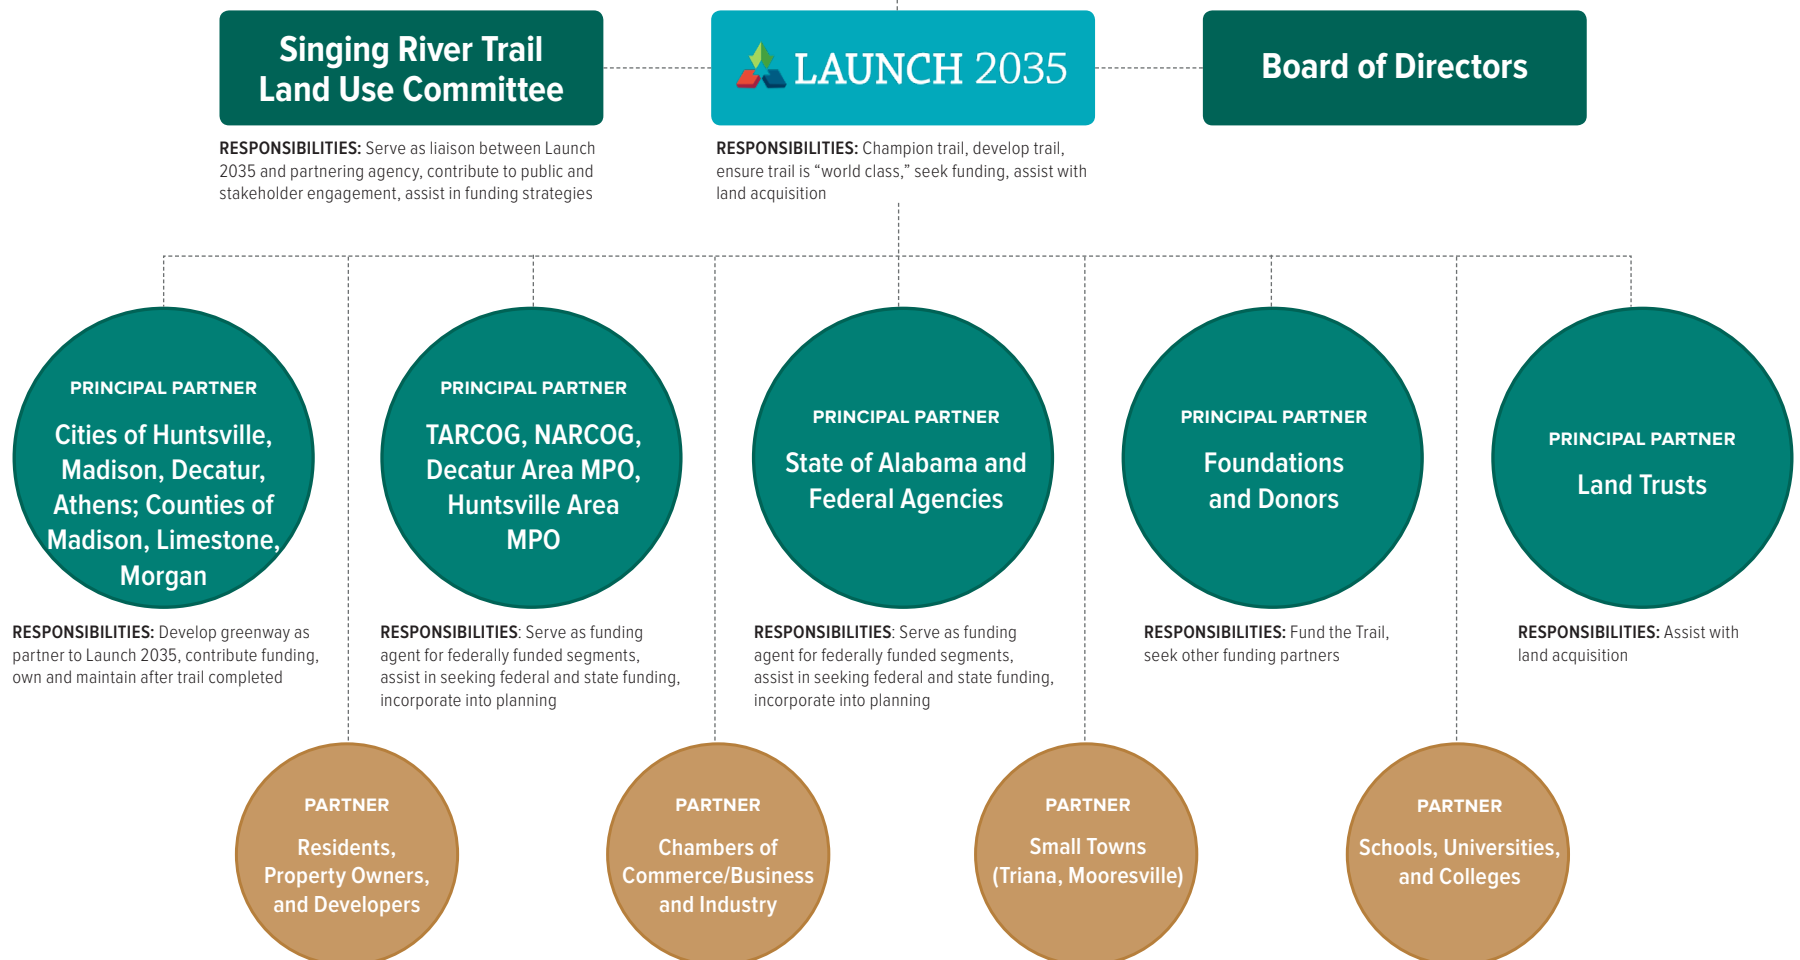 Singing River Trail
Land Use Committee
LAUNCH 2035
Board of Directors
RESPONSIBILITIES: Serve as liaison between Launch
2035 and partnering agency, contribute to public and
stakeholder engagement, assist in funding strategies
RESPONSIBILITIES: Champion trail, develop trail,
ensure trail is “world class,” seek funding, assist with
land acquisition
PRINCIPAL PARTNER
Cities of Huntsville,
Madison, Decatur,
Athens; Counties of
Madison, Limestone,
Morgan
PRINCIPAL PARTNER
TARCOG, NARCOG,
Decatur Area MPO,
Huntsville Area
MPO
PRINCIPAL PARTNER
State of Alabama and
Federal Agencies
PRINCIPAL PARTNER
Foundations
and Donors
PRINCIPAL PARTNER
Land Trusts
RESPONSIBILITIES: Develop greenway as
partner to Launch 2035, contribute funding,
own and maintain after trail completed
RESPONSIBILITIES: Serve as funding
agent for federally funded segments,
assist in seeking federal and state funding,
incorporate into planning
RESPONSIBILITIES: Serve as funding
agent for federally funded segments,
assist in seeking federal and state funding,
incorporate into planning
RESPONSIBILITIES: Fund the Trail,
seek other funding partners
RESPONSIBILITIES: Assist with
land acquisition
PARTNER
Residents,
Property Owners,
and Developers
PARTNER
Chambers of
Commerce/Business
and Industry
PARTNER
Small Towns
(Triana, Mooresville)
PARTNER
Schools, Universities,
and Colleges